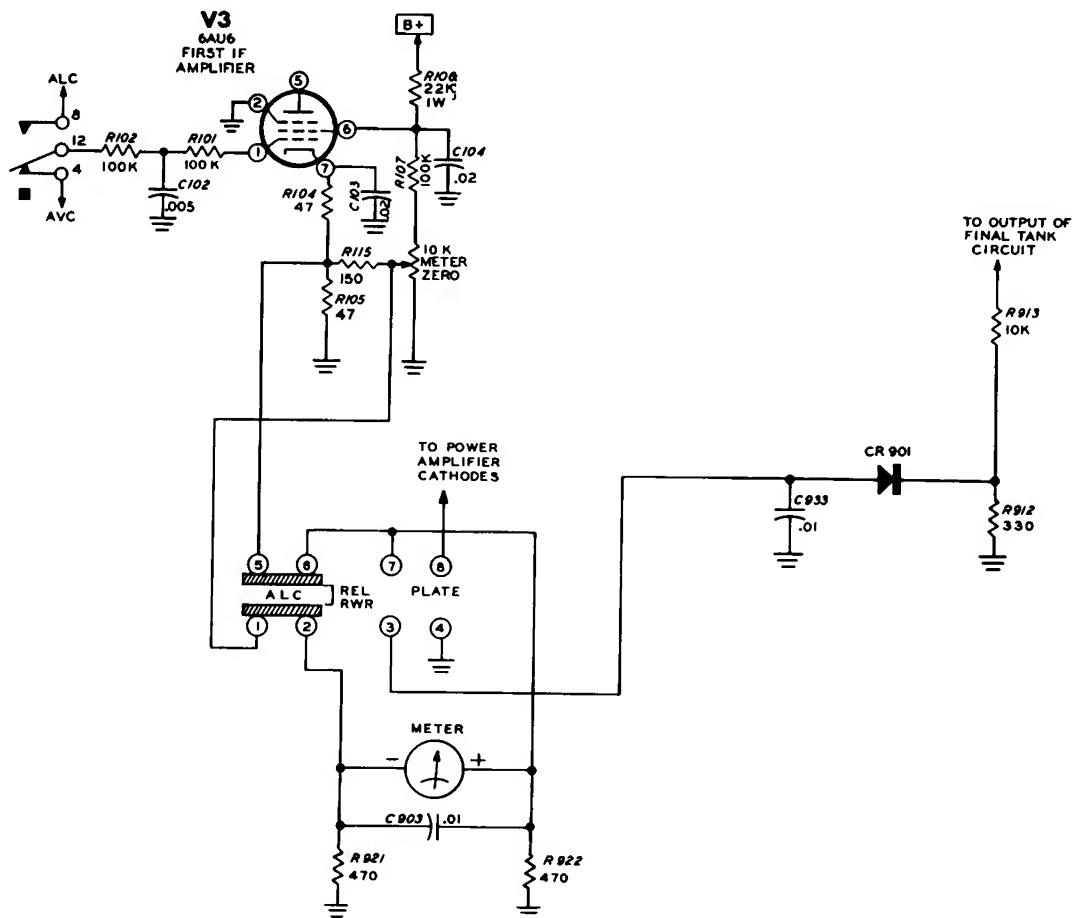 V3
6AU6
FIRST IF
AMPLIFIER
B+
ALC
8
12
4
AVC
R102
100K
R101
100K
C102
.005
5
2
1
6
7
R106
22K
1W
R107
100K
C104
.02
R104
47
C103
.02
R115
150
10K
METER
ZERO
R105
47
TO OUTPUT OF
FINAL TANK
CIRCUIT
R913
10K
CR 901
C933
.01
R912
330
TO POWER
AMPLIFIER
CATHODES
5
6
7
8
ALC
REL
RWR
PLATE
1
2
3
4
METER
-
+
C903
.01
R921
470
R922
470